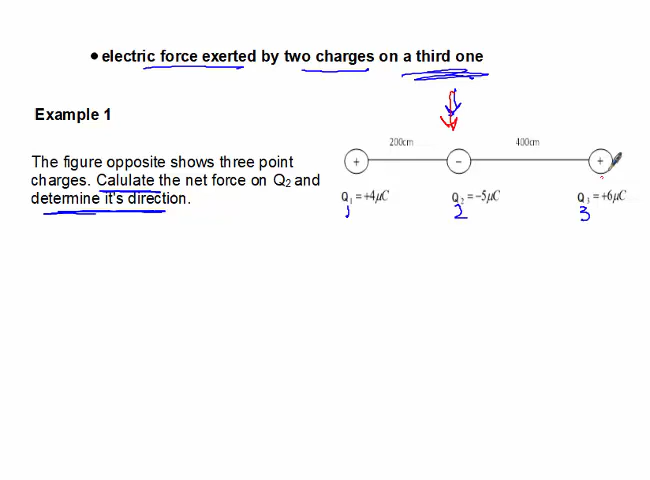 • electric force exerted by two charges on a third one
Example 1
The figure opposite shows three point
charges. Calulate the net force on Q₂ and
determine it's direction.
200cm 400cm
+ − +
Q₁ = +4μC Q₂ = −5μC Q₃ = +6μC
1 2 3